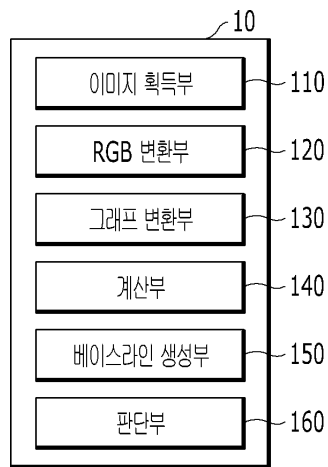 10
이미지 획득부 110
RGB 변환부 120
그래프 변환부 130
계산부 140
베이스라인 생성부 150
판단부 160